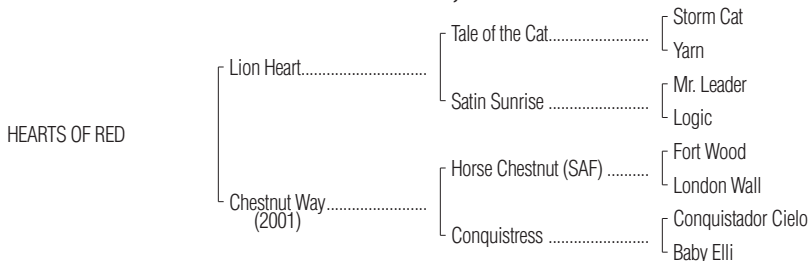 Storm Cat
Tale of the Cat............................
Yarn
Lion Heart..............................
Mr. Leader
Satin Sunrise ............................
Logic
HEARTS OF RED
Fort Wood
Horse Chestnut (SAF) ..........
London Wall
Chestnut Way........................
(2001)
Conquistador Cielo
Conquistress ............................
Baby Elli